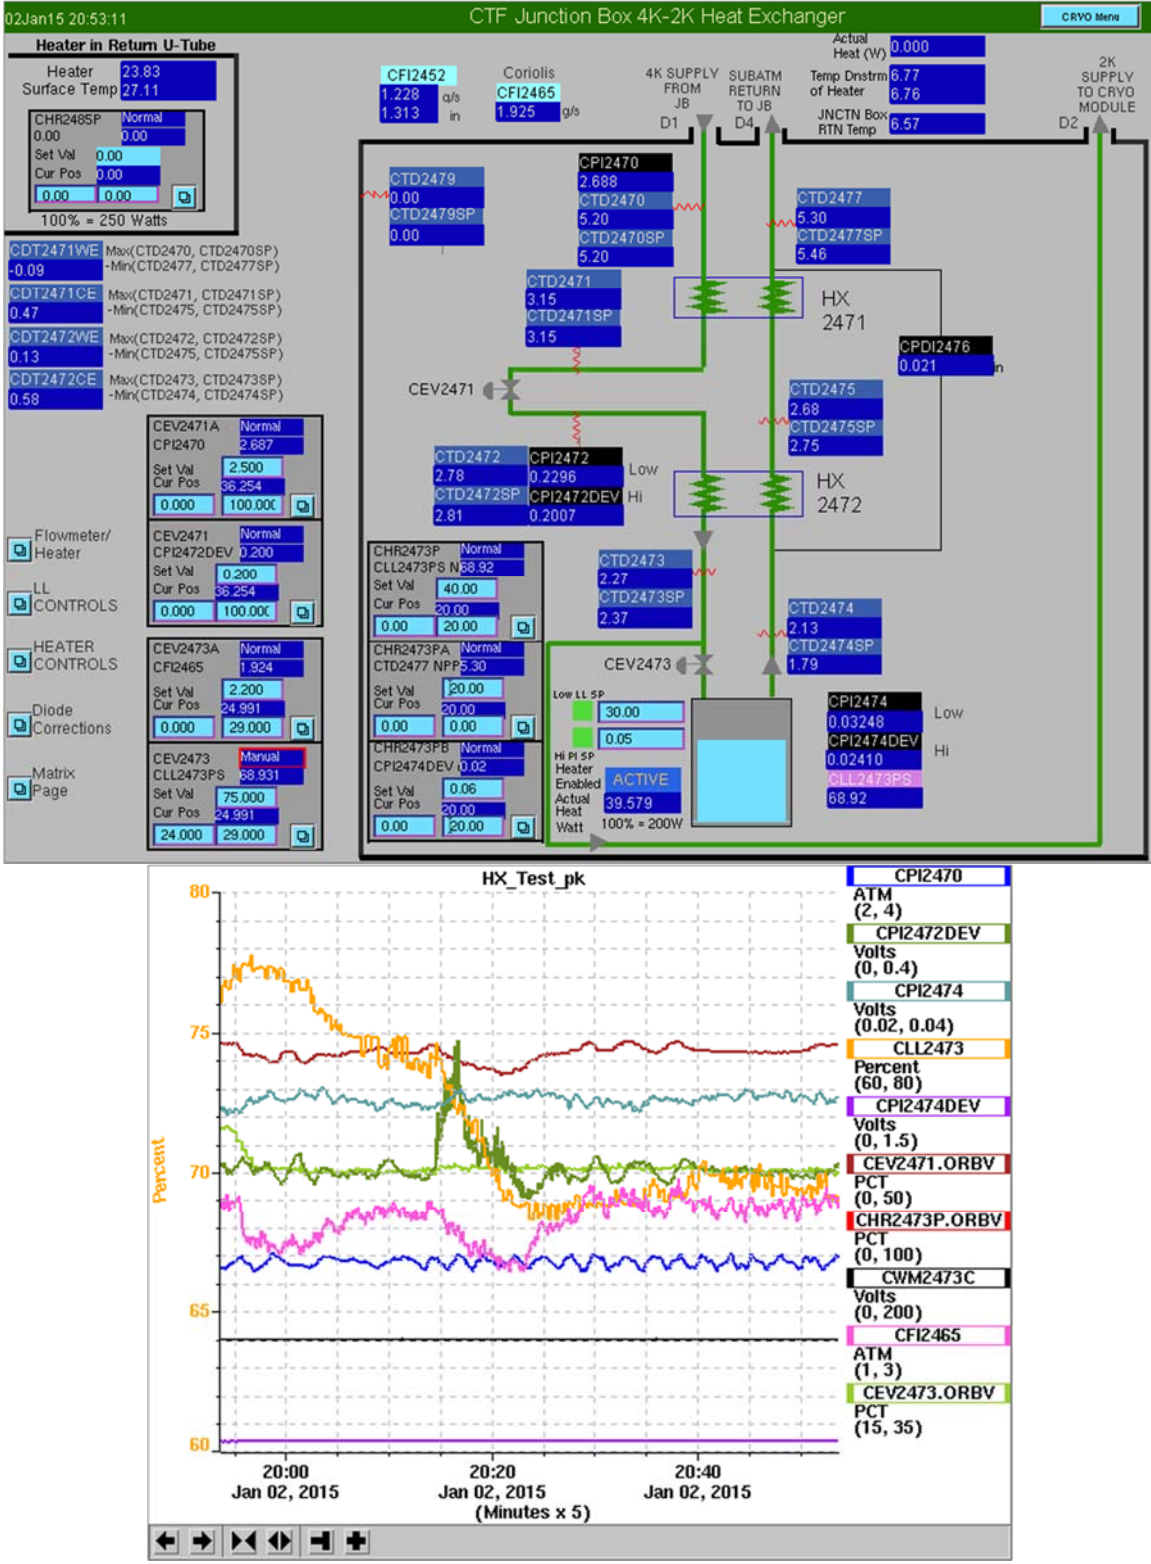 02Jan15 20:53:11
CTF Junction Box 4K-2K Heat Exchanger
CRYO Menu
Heater in Return U-Tube
Heater 23.83
Surface Temp 27.11
CHR2485P Normal
0.00 0.00
Set Val 0.00
Cur Pos 0.00
0.00 0.00
100% = 250 Watts
CFI2452
1.228 g/s
1.313 in
Coriolis
CFI2465
1.925 g/s
4K SUPPLY
FROM
JB
D1
SUBATM
RETURN
TO JB
D4
Actual
Heat (W) 0.000
Temp Dnstrm 6.77
of Heater 6.76
JNCTN Box
RTN Temp 6.57
2K
SUPPLY
TO CRYO
MODULE
D2
CDT2471WE Max(CTD2470, CTD2470SP)
-0.09 -Min(CTD2477, CTD2477SP)
CDT2471CE Max(CTD2471, CTD2471SP)
0.47 -Min(CTD2475, CTD2475SP)
CDT2472WE Max(CTD2472, CTD2472SP)
0.13 -Min(CTD2475, CTD2475SP)
CDT2472CE Max(CTD2473, CTD2473SP)
0.58 -Min(CTD2474, CTD2474SP)
CTD2479
0.00
CTD2479SP
0.00
CPI2470
2.688
CTD2470
5.20
CTD2470SP
5.20
CTD2477
5.30
CTD2477SP
5.46
CTD2471
3.15
CTD2471SP
3.15
HX
2471
CPDI2476
0.021 in
CEV2471
CTD2475
2.68
CTD2475SP
2.75
CTD2472
2.78
CTD2472SP
2.81
CPI2472
0.2296 Low
CPI2472DEV Hi
0.2007
HX
2472
CEV2471A Normal
CPI2470 2.687
Set Val 2.500
Cur Pos 36.254
0.000 100.00(
CEV2471 Normal
CPI2472DEV 0.200
Set Val 0.200
Cur Pos 36.254
0.000 100.00(
CEV2473A Normal
CFI2465 1.924
Set Val 2.200
Cur Pos 24.991
0.000 29.000
CEV2473 Manual
CLL2473PS 68.931
Set Val 75.000
Cur Pos 24.991
24.000 29.000
Flowmeter/
Heater
LL
CONTROLS
HEATER
CONTROLS
Diode
Corrections
Matrix
Page
CHR2473P Normal
CLL2473PS N 68.92
Set Val 40.00
Cur Pos 20.00
0.00 20.00
CHR2473PA Normal
CTD2477 NPP 5.30
Set Val 20.00
Cur Pos 20.00
0.00 0.00
CHR2473PB Normal
CPI2474DEV 0.02
Set Val 0.06
Cur Pos 20.00
0.00 20.00
CTD2473
2.27
CTD2473SP
2.37
CEV2473
CTD2474
2.13
CTD2474SP
1.79
Low LL SP
30.00
0.05
Hi PI SP
Heater
Enabled ACTIVE
Actual
Heat 39.579
Watt 100% = 200W
CPI2474
0.03248 Low
CPI2474DEV
0.02410 Hi
CLL2473PS
68.92
HX_Test_pk
80
75
70
65
60
Percent
20:00 20:20 20:40
Jan 02, 2015 Jan 02, 2015 Jan 02, 2015
(Minutes x 5)
CPI2470
ATM
(2, 4)
CPI2472DEV
Volts
(0, 0.4)
CPI2474
Volts
(0.02, 0.04)
CLL2473
Percent
(60, 80)
CPI2474DEV
Volts
(0, 1.5)
CEV2471.ORBV
PCT
(0, 50)
CHR2473P.ORBV
PCT
(0, 100)
CWM2473C
Volts
(0, 200)
CFI2465
ATM
(1, 3)
CEV2473.ORBV
PCT
(15, 35)